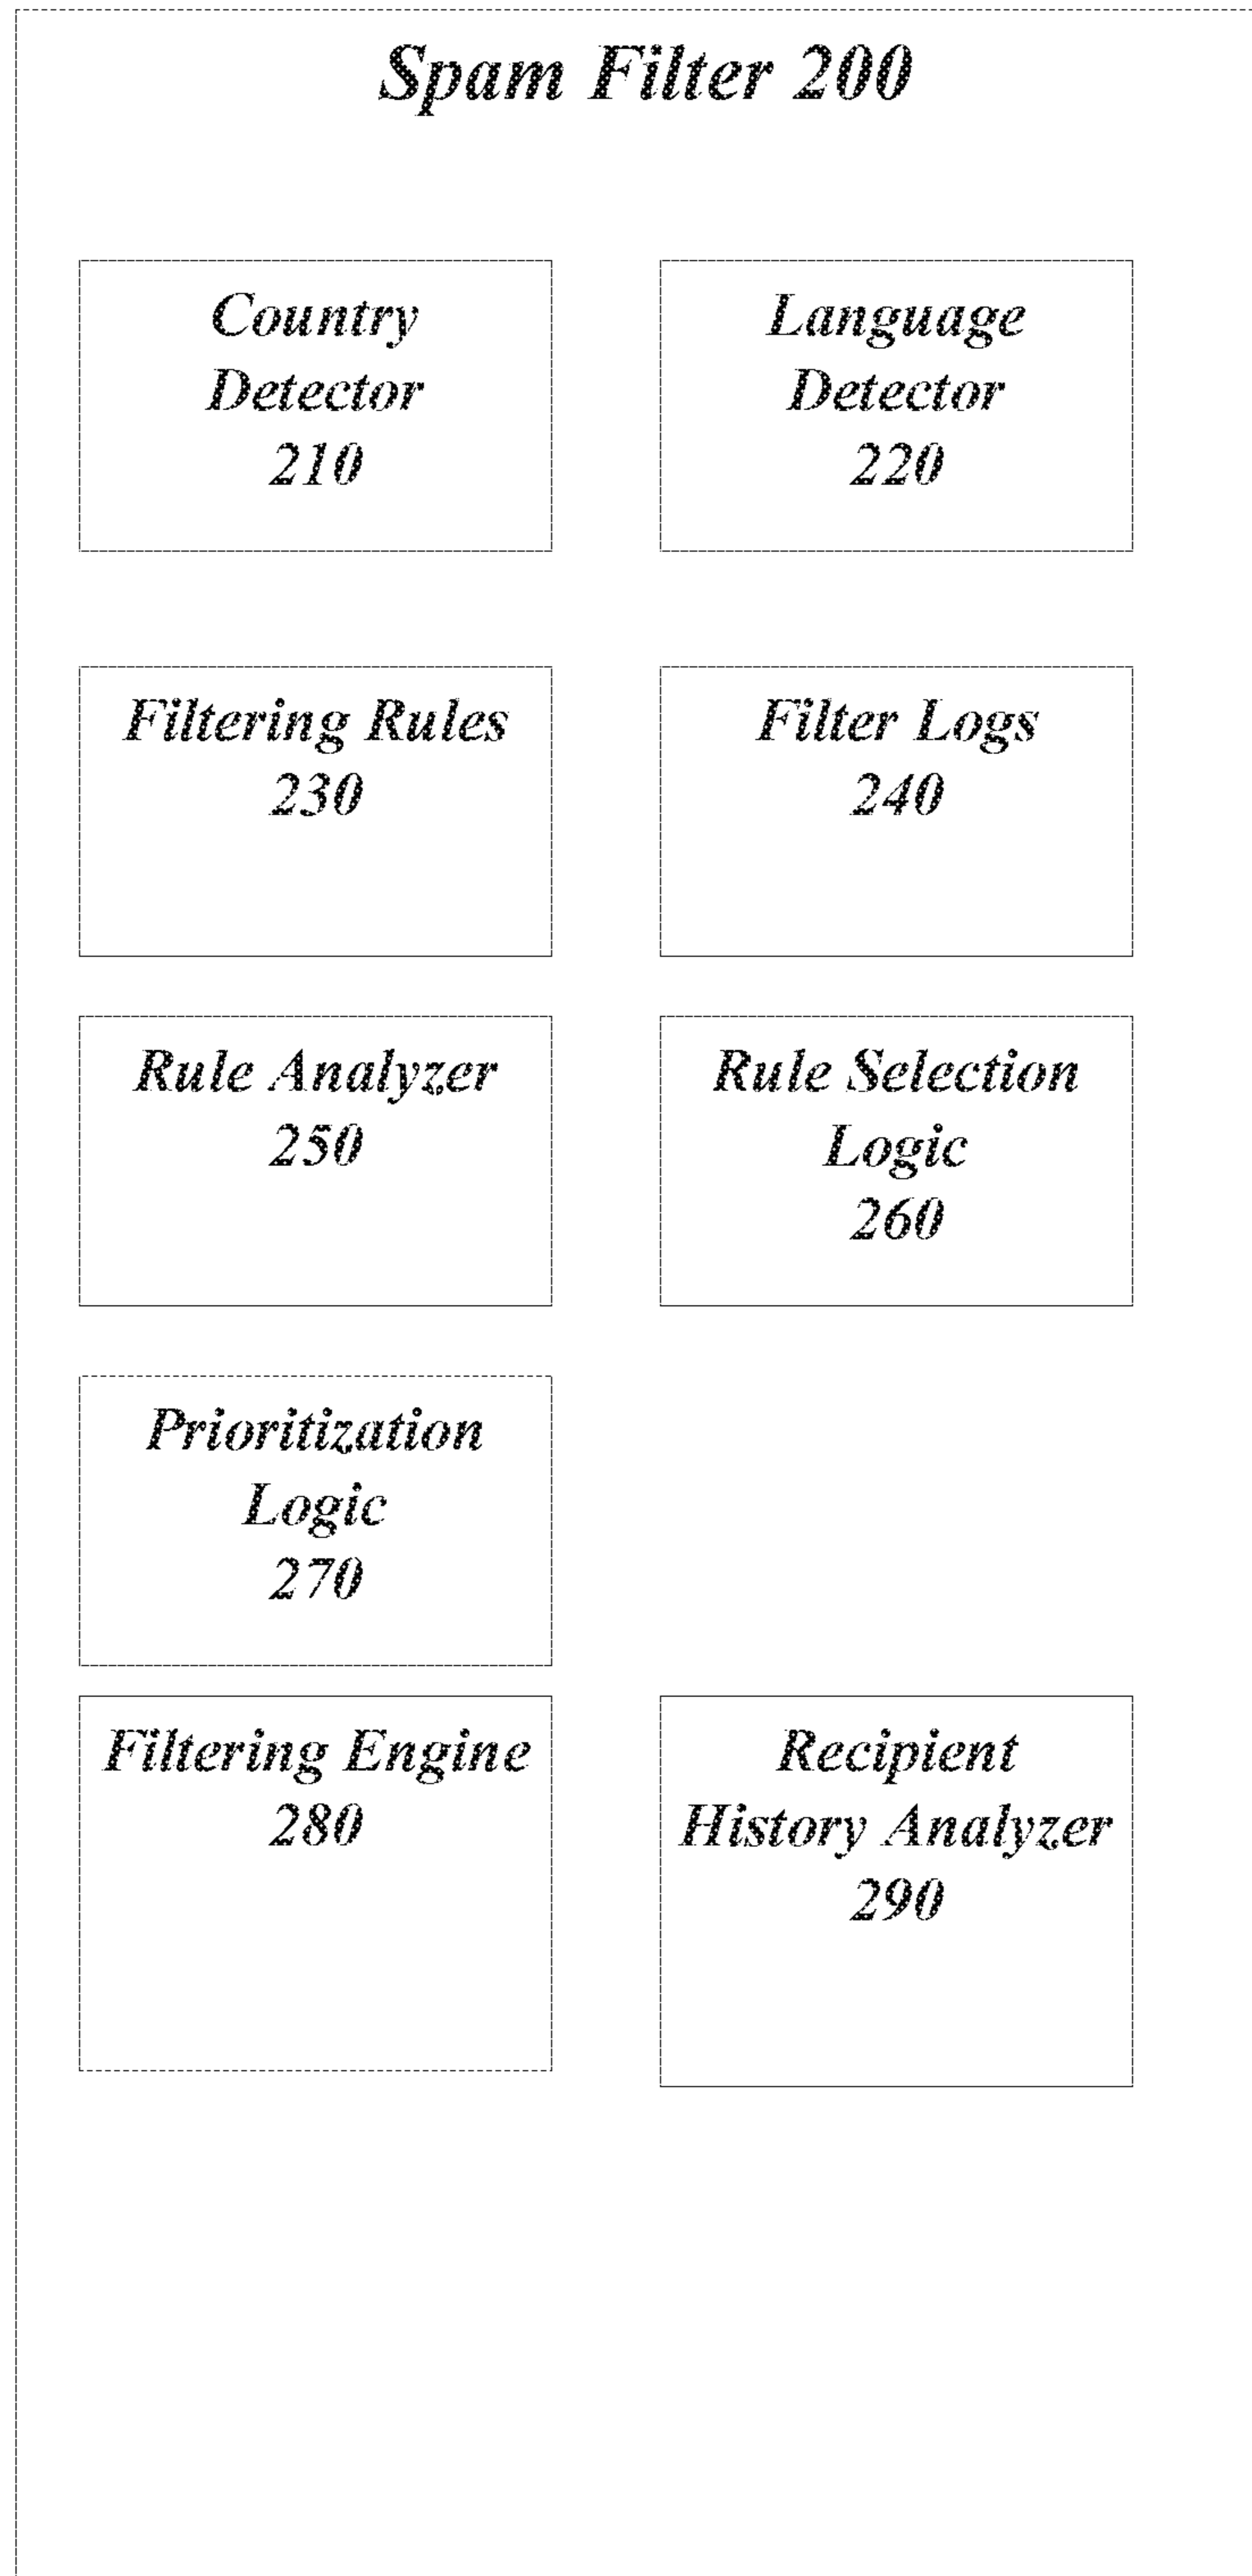 Spam Filter 200
Country
Detector
210
Language
Detector
220
Filtering Rules
230
Filter Logs
240
Rule Analyzer
250
Rule Selection
Logic
260
Prioritization
Logic
270
Filtering Engine
280
Recipient
History Analyzer
290